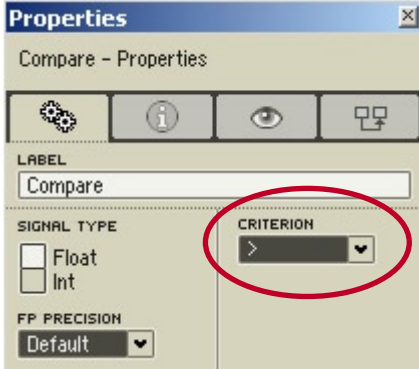 Properties
Compare - Properties
LABEL
Compare
SIGNAL TYPE
Float
Int
FP PRECISION
Default
CRITERION
>